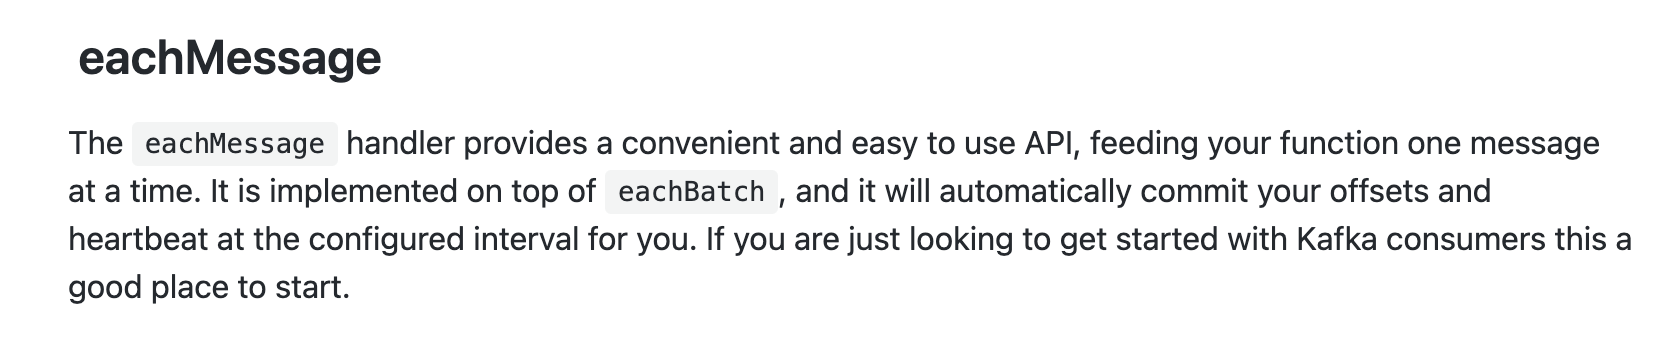 eachMessage
The eachMessage handler provides a convenient and easy to use API, feeding your function one message
at a time. It is implemented on top of eachBatch, and it will automatically commit your offsets and
heartbeat at the configured interval for you. If you are just looking to get started with Kafka consumers this a
good place to start.